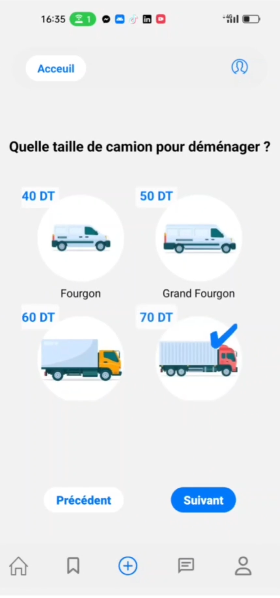 16:35 1
Acceuil
Quelle taille de camion pour déménager ?
40 DT 50 DT
Fourgon Grand Fourgon
60 DT 70 DT
Précédent Suivant